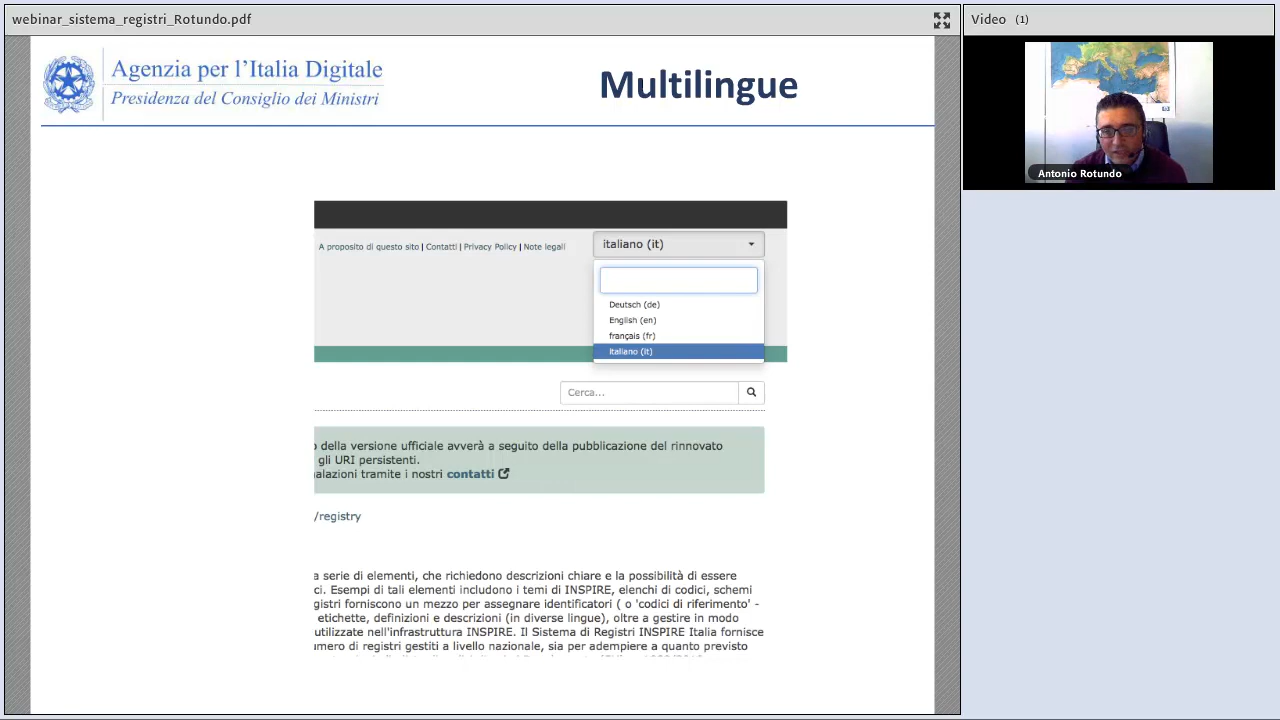 webinar_sistema_registri_Rotundo.pdf
Video (1)
Agenzia per l'Italia Digitale
Presidenza del Consiglio dei Ministri
Multilingue
Antonio Rotundo
A proposito di questo sito | Contatti | Privacy Policy | Note legali
italiano (it)
Deutsch (de)
English (en)
français (fr)
italiano (it)
Cerca...
o della versione ufficiale avverà a seguito della pubblicazione del rinnovato
gli URI persistenti.
alazioni tramite i nostri contatti
/registry
a serie di elementi, che richiedono descrizioni chiare e la possibilità di essere
ci. Esempi di tali elementi includono i temi di INSPIRE, elenchi di codici, schemi
gistri forniscono un mezzo per assegnare identificatori ( o 'codici di riferimento' -
etichette, definizioni e descrizioni (in diverse lingue), oltre a gestire in modo
utilizzate nell'infrastruttura INSPIRE. Il Sistema di Registri INSPIRE Italia fornisce
umero di registri gestiti a livello nazionale, sia per adempiere a quanto previsto